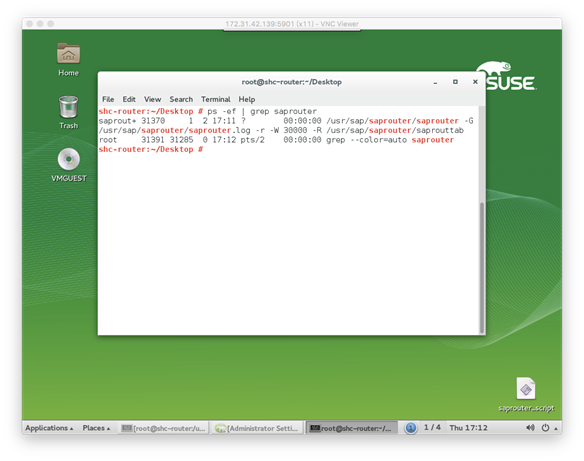 172.31.42.139:5901 (x11) - VNC Viewer
Home
Trash
VMGUEST
SUSE
root@shc-router:~/Desktop
File Edit View Search Terminal Help
shc-router:~/Desktop # ps -ef | grep saprouter
saprout+ 31370 1 2 17:11 ? 00:00:00 /usr/sap/saprouter/saprouter -G
/usr/sap/saprouter/saprouter.log -r -W 30000 -R /usr/sap/saprouter/saprouttab
root 31391 31285 0 17:12 pts/2 00:00:00 grep --color=auto saprouter
shc-router:~/Desktop #
saprouter...script
Applications Places [root@shc-router:/u... [Administrator Setti... root@shc-router:~/... 1 / 4 Thu 17:12